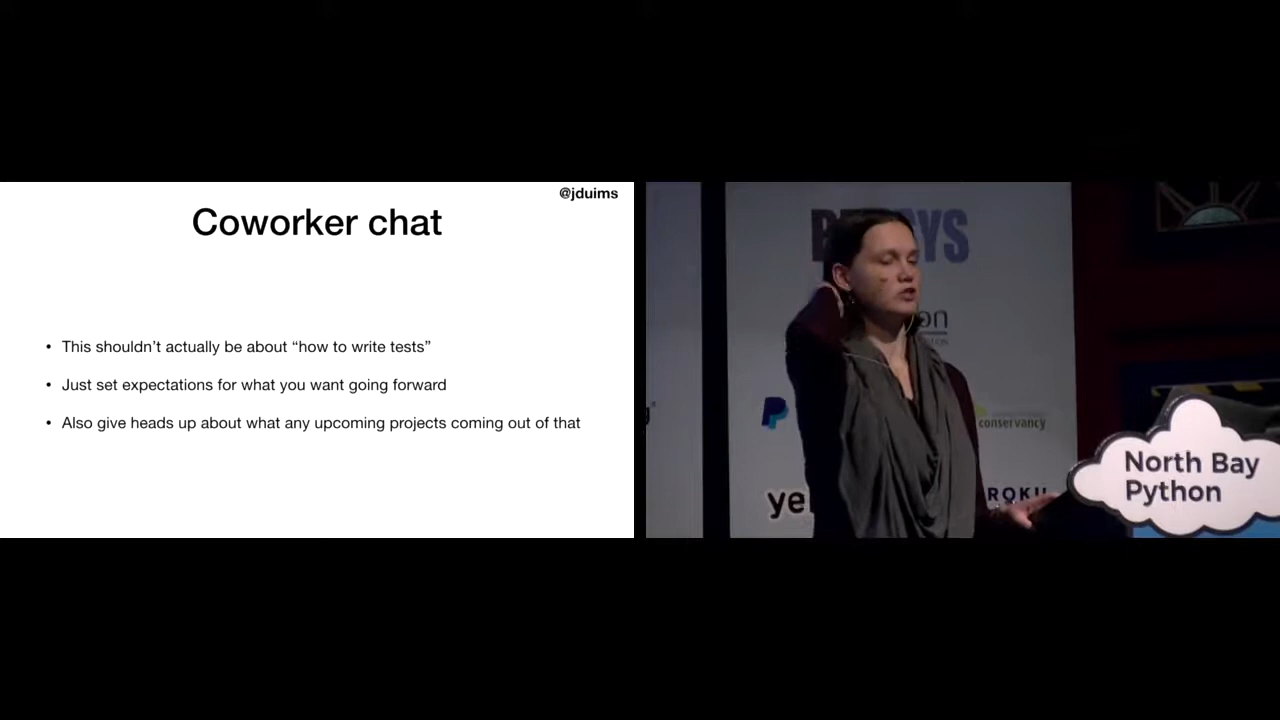 @jduims
Coworker chat
• This shouldn't actually be about “how to write tests”
• Just set expectations for what you want going forward
• Also give heads up about what any upcoming projects coming out of that
conservancy
North Bay
Python